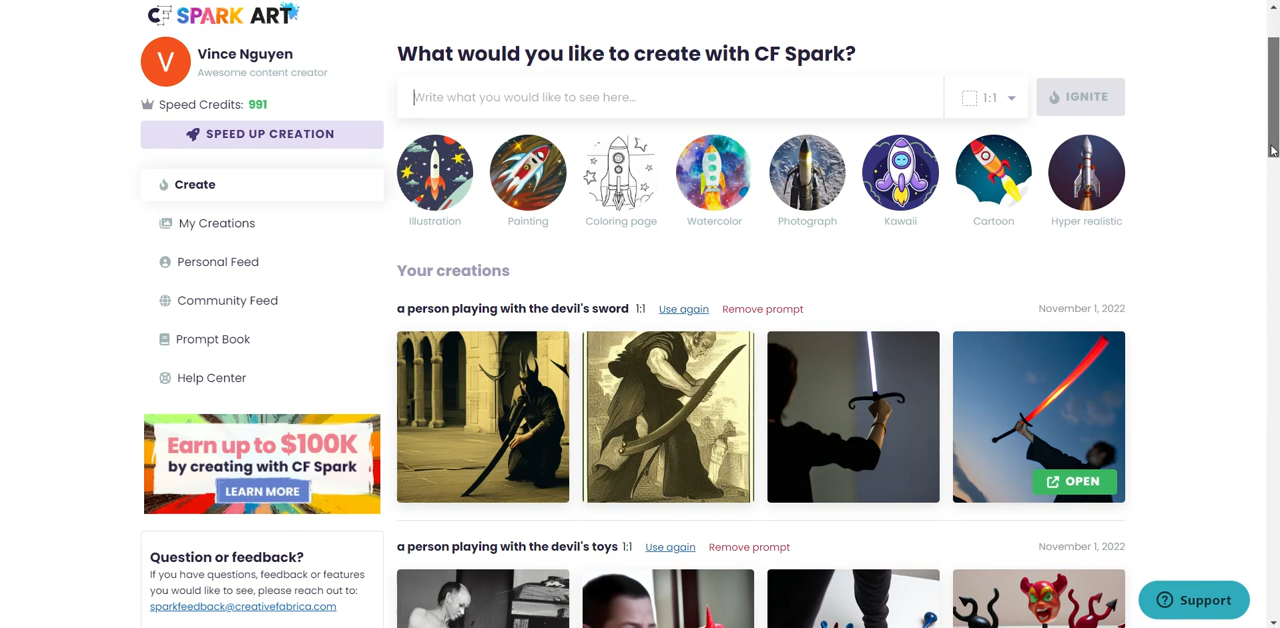 CF SPARK ART
V
Vince Nguyen
Awesome content creator
Speed Credits: 991
SPEED UP CREATION
Create
My Creations
Personal Feed
Community Feed
Prompt Book
Help Center
Earn up to $100K
by creating with CF Spark
LEARN MORE
Question or feedback?
If you have questions, feedback or features
you would like to see, please reach out to:
sparkfeedback@creativefabrica.com
What would you like to create with CF Spark?
Write what you would like to see here...
1:1
IGNITE
Illustration
Painting
Coloring page
Watercolor
Photograph
Kawaii
Cartoon
Hyper realistic
Your creations
a person playing with the devil's sword 1:1 Use again Remove prompt November 1, 2022
OPEN
a person playing with the devil's toys 1:1 Use again Remove prompt November 1, 2022
Support